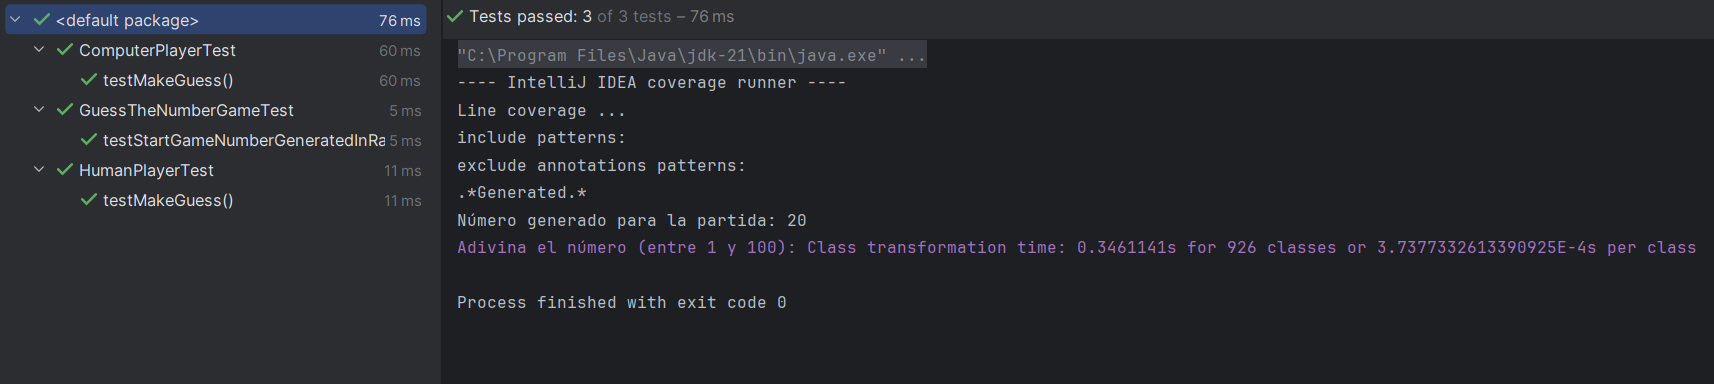 <default package> 76 ms
ComputerPlayerTest 60 ms
testMakeGuess() 60 ms
GuessTheNumberGameTest 5 ms
testStartGameNumberGeneratedInRa 5 ms
HumanPlayerTest 11 ms
testMakeGuess() 11 ms
Tests passed: 3 of 3 tests – 76 ms
"C:\Program Files\Java\jdk-21\bin\java.exe" ...
---- IntelliJ IDEA coverage runner ----
Line coverage ...
include patterns:
exclude annotations patterns:
.*Generated.*
Número generado para la partida: 20
Adivina el número (entre 1 y 100): Class transformation time: 0.3461141s for 926 classes or 3.7377332613390925E-4s per class
Process finished with exit code 0